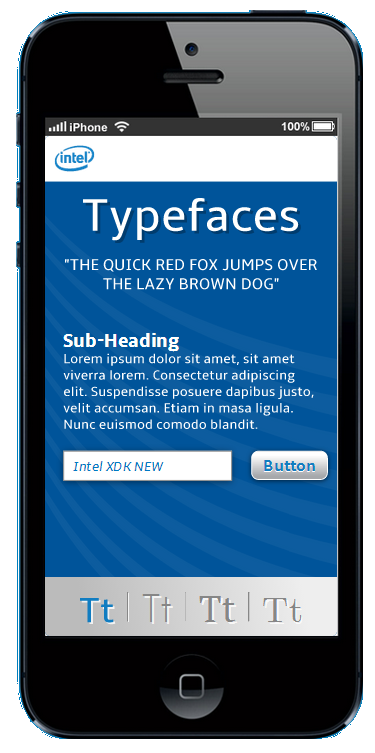 iPhone 100%
intel
Typefaces
"THE QUICK RED FOX JUMPS OVER
THE LAZY BROWN DOG"
Sub-Heading
Lorem ipsum dolor sit amet, sit amet
viverra lorem. Consectetur adipiscing
elit. Suspendisse posuere dapibus justo,
velit accumsan. Etiam in masa ligula.
Nunc euismod comodo blandit.
Intel XDK NEW Button
Tt Tt Tt Tt